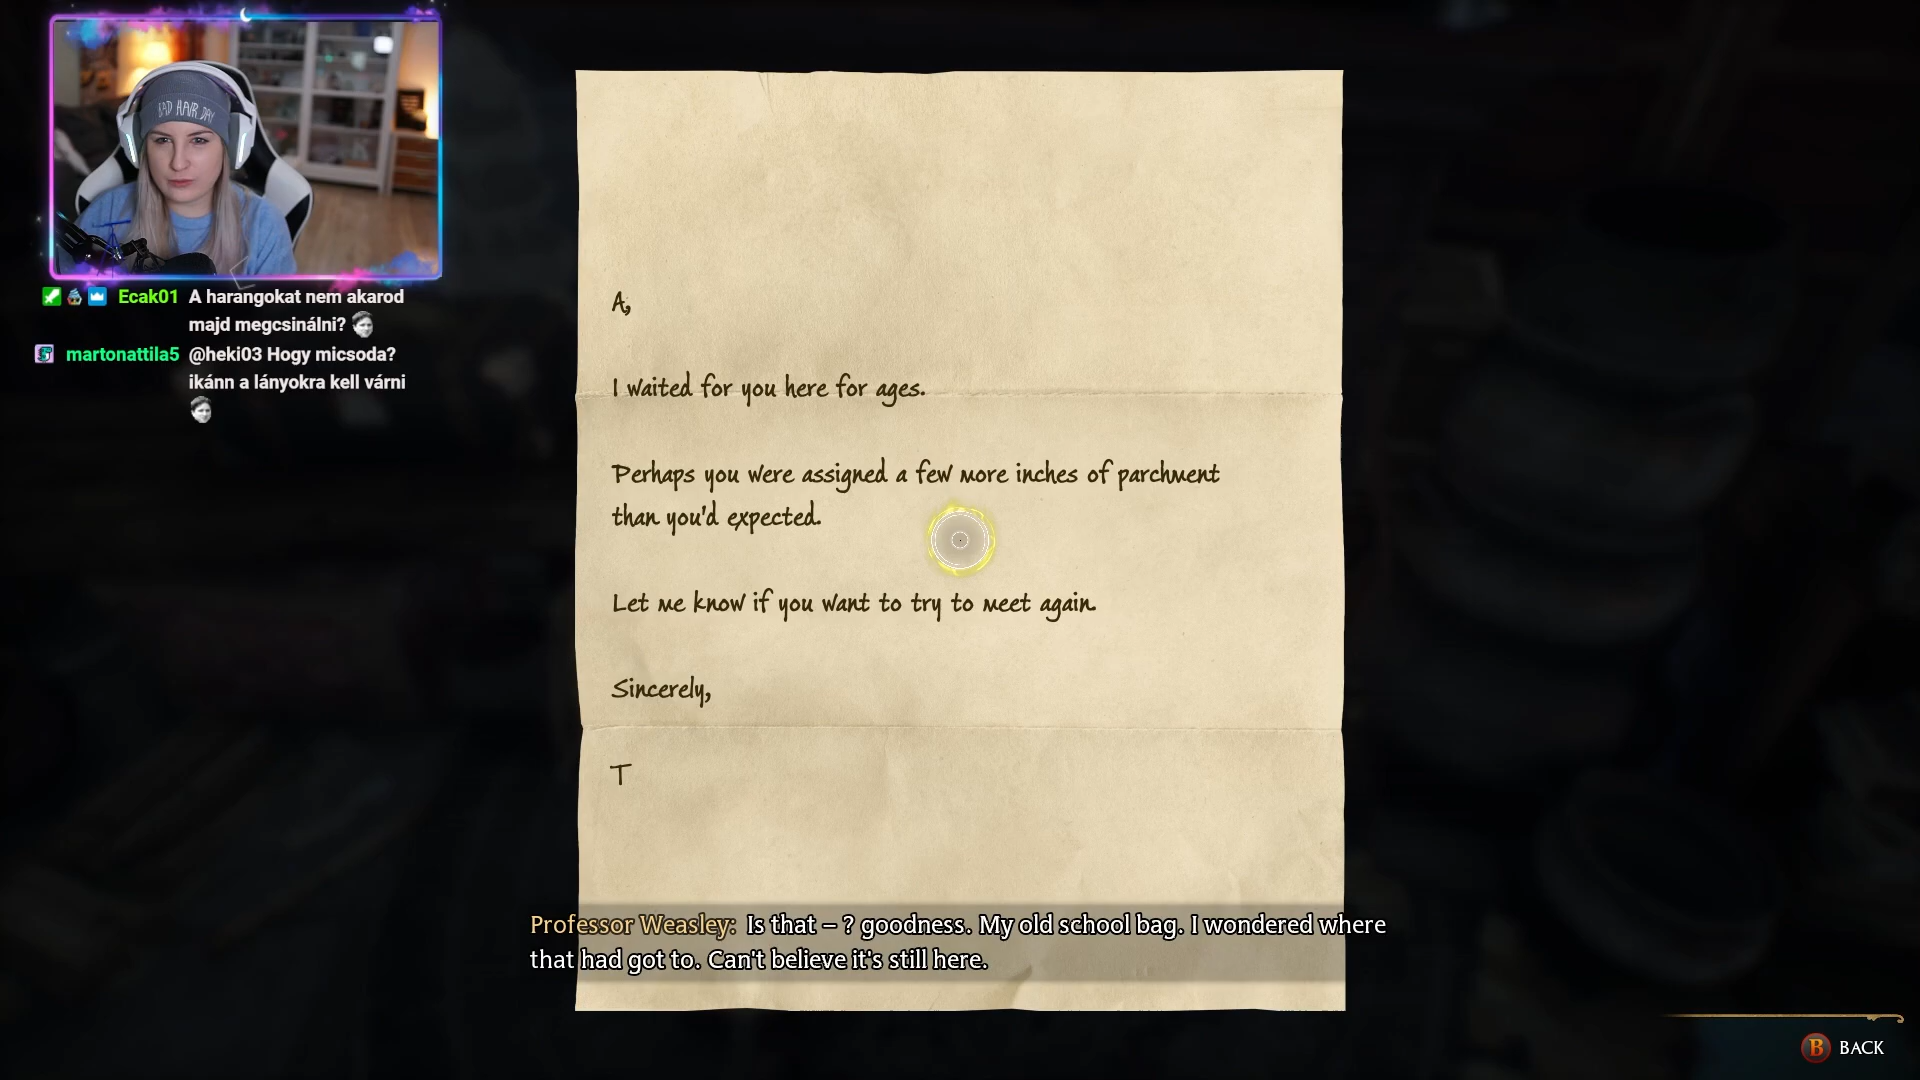 BAD HAIR DAY
Ecak01 A harangokat nem akarod
majd megcsinálni?
martonattila5 @heki03 Hogy micsoda?
ikánn a lányokra kell várni
A,
I waited for you here for ages.
Perhaps you were assigned a few more inches of parchment
than you'd expected.
Let me know if you want to try to meet again.
Sincerely,
T
Professor Weasley: Is that – ? goodness. My old school bag. I wondered where
that had got to. Can't believe it's still here.
B BACK